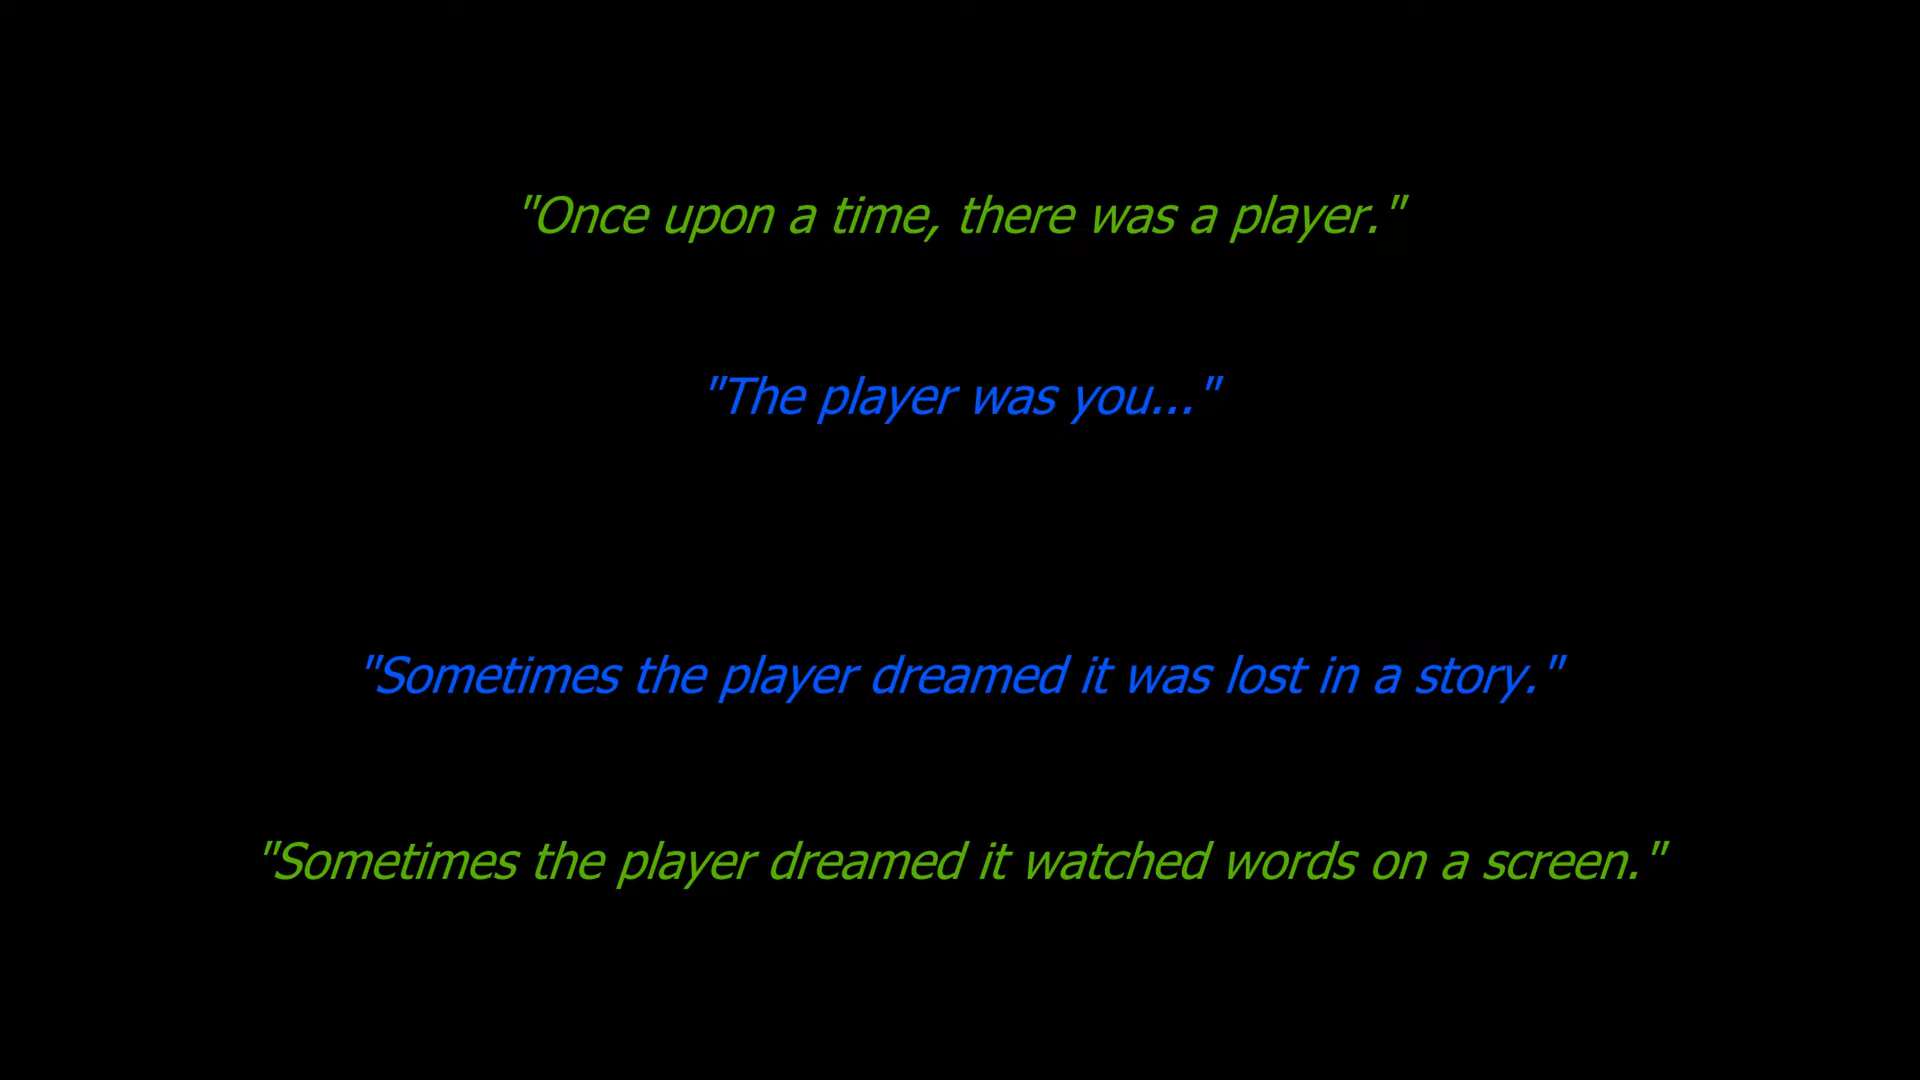 "Once upon a time, there was a player."
"The player was you..."
"Sometimes the player dreamed it was lost in a story."
"Sometimes the player dreamed it watched words on a screen."